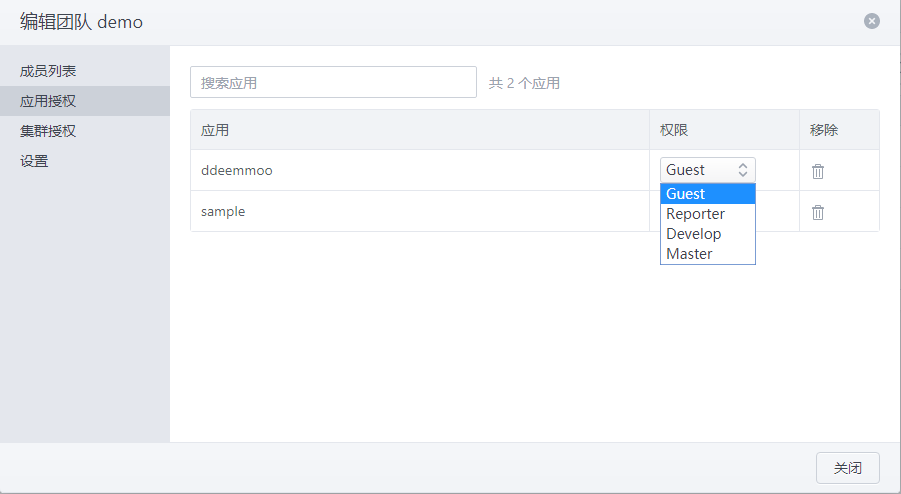 编辑团队 demo
成员列表
应用授权
集群授权
设置
搜索应用
共 2 个应用
应用 权限 移除
ddeemmoo Guest
sample
Guest
Reporter
Develop
Master
关闭